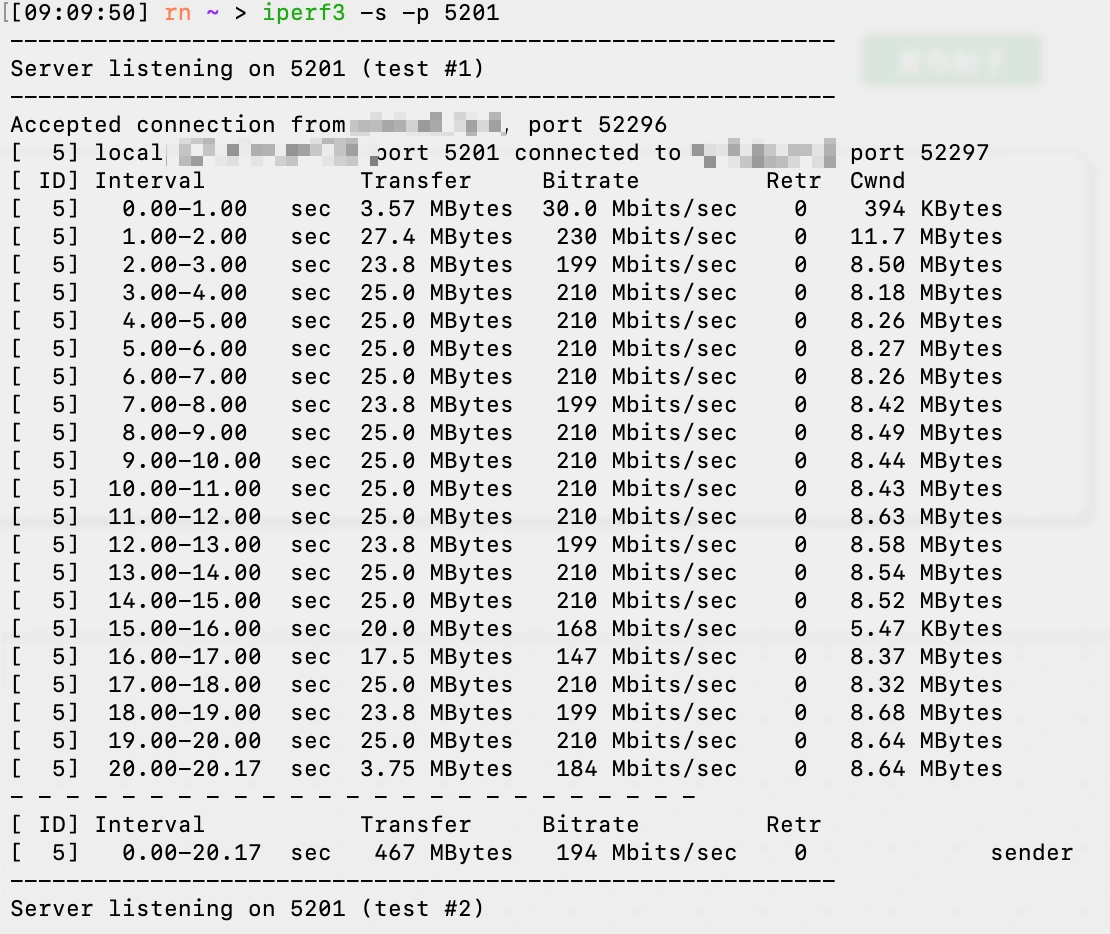 [[09:09:50] rn ~ > iperf3 -s -p 5201
-----------------------------------------------------------
Server listening on 5201 (test #1)
-----------------------------------------------------------
Accepted connection from , port 52296
[  5] local port 5201 connected to port 52297
[ ID] Interval           Transfer     Bitrate         Retr  Cwnd
[  5]   0.00-1.00   sec  3.57 MBytes  30.0 Mbits/sec    0    394 KBytes
[  5]   1.00-2.00   sec  27.4 MBytes   230 Mbits/sec    0   11.7 MBytes
[  5]   2.00-3.00   sec  23.8 MBytes   199 Mbits/sec    0   8.50 MBytes
[  5]   3.00-4.00   sec  25.0 MBytes   210 Mbits/sec    0   8.18 MBytes
[  5]   4.00-5.00   sec  25.0 MBytes   210 Mbits/sec    0   8.26 MBytes
[  5]   5.00-6.00   sec  25.0 MBytes   210 Mbits/sec    0   8.27 MBytes
[  5]   6.00-7.00   sec  25.0 MBytes   210 Mbits/sec    0   8.26 MBytes
[  5]   7.00-8.00   sec  23.8 MBytes   199 Mbits/sec    0   8.42 MBytes
[  5]   8.00-9.00   sec  25.0 MBytes   210 Mbits/sec    0   8.49 MBytes
[  5]   9.00-10.00  sec  25.0 MBytes   210 Mbits/sec    0   8.44 MBytes
[  5]  10.00-11.00  sec  25.0 MBytes   210 Mbits/sec    0   8.43 MBytes
[  5]  11.00-12.00  sec  25.0 MBytes   210 Mbits/sec    0   8.63 MBytes
[  5]  12.00-13.00  sec  23.8 MBytes   199 Mbits/sec    0   8.58 MBytes
[  5]  13.00-14.00  sec  25.0 MBytes   210 Mbits/sec    0   8.54 MBytes
[  5]  14.00-15.00  sec  25.0 MBytes   210 Mbits/sec    0   8.52 MBytes
[  5]  15.00-16.00  sec  20.0 MBytes   168 Mbits/sec    0   5.47 KBytes
[  5]  16.00-17.00  sec  17.5 MBytes   147 Mbits/sec    0   8.37 MBytes
[  5]  17.00-18.00  sec  25.0 MBytes   210 Mbits/sec    0   8.32 MBytes
[  5]  18.00-19.00  sec  23.8 MBytes   199 Mbits/sec    0   8.68 MBytes
[  5]  19.00-20.00  sec  25.0 MBytes   210 Mbits/sec    0   8.64 MBytes
[  5]  20.00-20.17  sec  3.75 MBytes   184 Mbits/sec    0   8.64 MBytes
- - - - - - - - - - - - - - - - - - - - - - - - -
[ ID] Interval           Transfer     Bitrate         Retr
[  5]   0.00-20.17  sec   467 MBytes   194 Mbits/sec    0             sender
-----------------------------------------------------------
Server listening on 5201 (test #2)